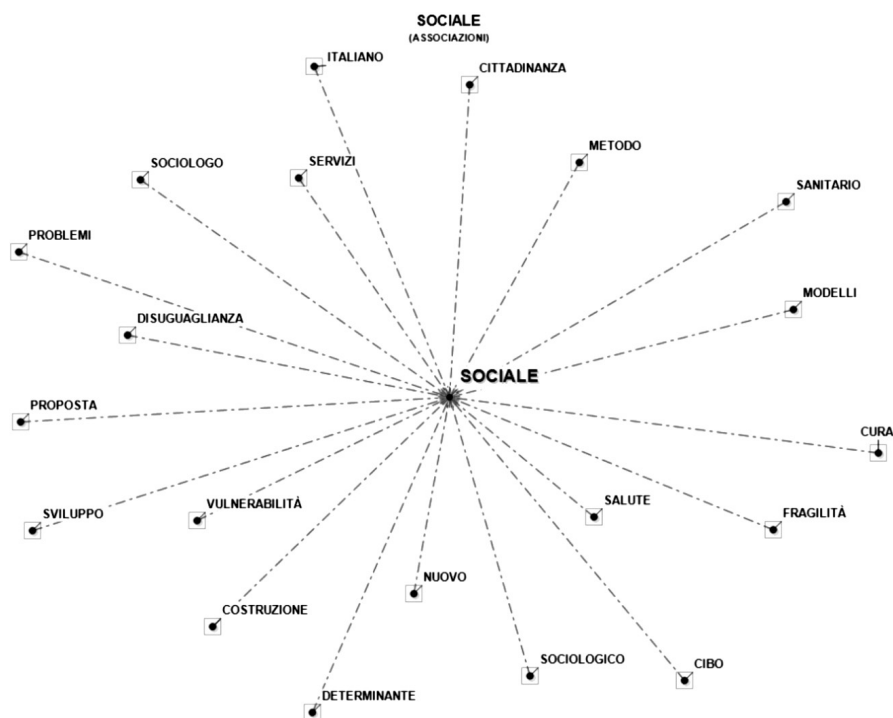 SOCIALE
(ASSOCIAZIONI)
ITALIANO
CITTADINANZA
METODO
SOCIOLOGO
SERVIZI
SANITARIO
PROBLEMI
MODELLI
DISUGUAGLIANZA
SOCIALE
PROPOSTA
CURA
SVILUPPO
VULNERABILITÀ
SALUTE
FRAGILITÀ
NUOVO
COSTRUZIONE
SOCIOLOGICO
CIBO
DETERMINANTE